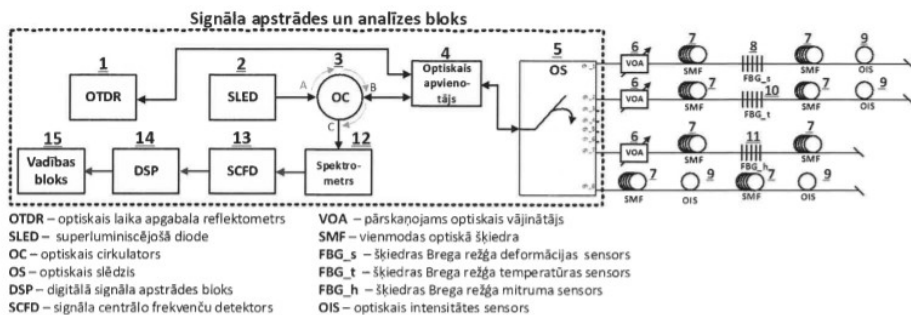 Signāla apstrādes un analīzes bloks
1 2 3 4 5 6 7 8 7 9
OTDR SLED A OC B C Optiskais apvienotājs OS VOA SMF FBG_s SMF OIS
6 7 10 7 9
VOA SMF FBG_t SMF OIS
15 14 13 12 6 7 11 7
Vadības bloks DSP SCFD Spektrometrs VOA SMF FBG_h SMF
7 9 7 9
SMF OIS SMF OIS
OTDR – optiskais laika apgabala reflektometrs
SLED – superluminiscējošā diode
OC – optiskais cirkulators
OS – optiskais slēdzis
DSP – digitālā signāla apstrādes bloks
SCFD – signāla centrālo frekvenču detektors
VOA – pārskaņojams optiskais vājinātājs
SMF – vienmodas optiskā šķiedra
FBG_s – šķiedras Brega režģa deformācijas sensors
FBG_t – šķiedras Brega režģa temperatūras sensors
FBG_h – šķiedras Brega režģa mitruma sensors
OIS – optiskais intensitātes sensors